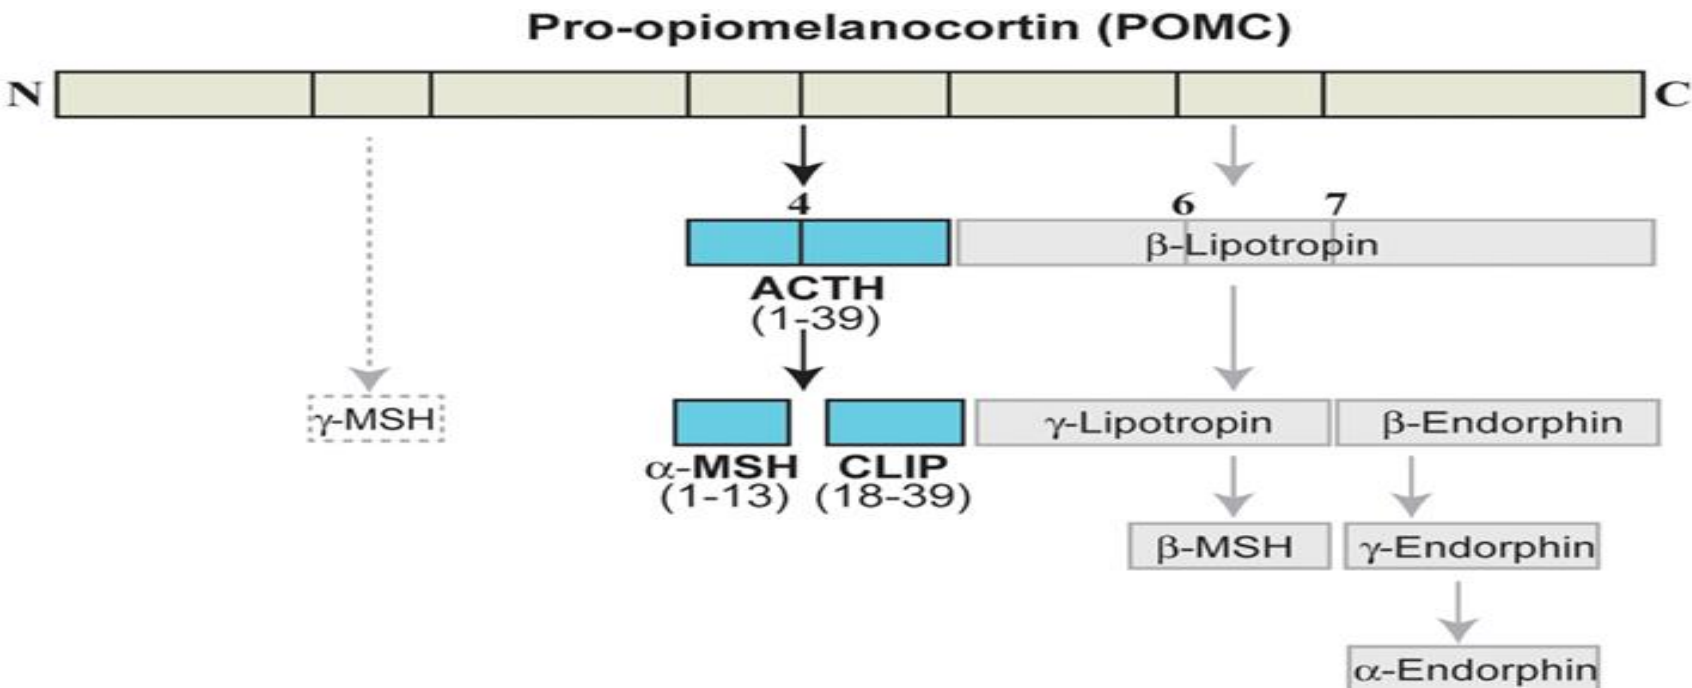 Pro-opiomelanocortin (POMC)
N C
4 6 7
β-Lipotropin
ACTH
(1-39)
γ-MSH
γ-Lipotropin β-Endorphin
α-MSH CLIP
(1-13) (18-39)
β-MSH γ-Endorphin
α-Endorphin